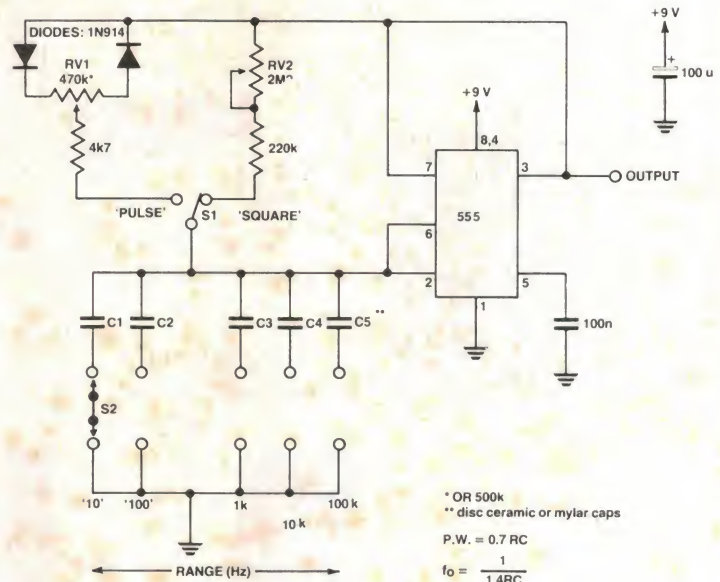 DIODES: 1N914
RV1
470k*
4k7
RV2
220k
'PULSE'
S1
'SQUARE'
+9 V
8,4
7
3
OUTPUT
555
6
2
5
1
100n
+9 V
+
100 u
C1
C2
C3
C4
C5
**
S2
'10'
'100'
1k
10 k
100 k
RANGE (Hz)
* OR 500k
** disc ceramic or mylar caps
P.W. = 0.7 RC
fo = 1
1.4RC